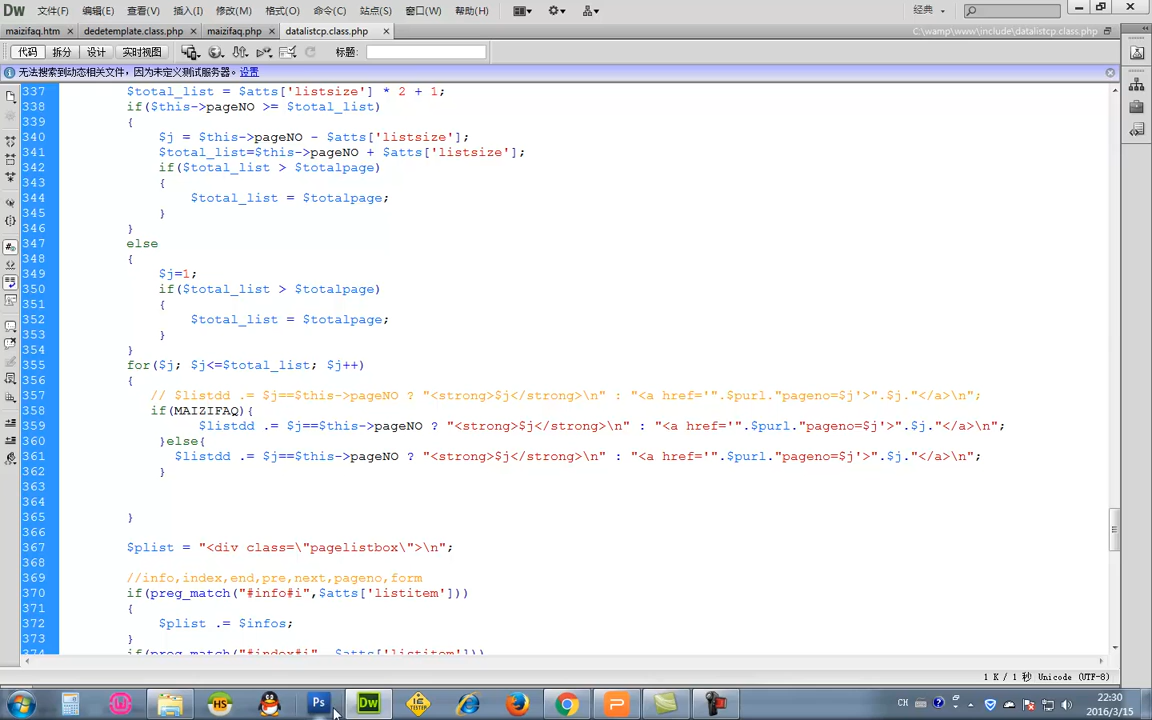 Dw 文件(F) 编辑(E) 查看(V) 插入(I) 修改(M) 格式(O) 命令(C) 站点(S) 窗口(W) 帮助(H) 经典
maizifaq.htm × dedetemplate.class.php × maizifaq.php × datalistcp.class.php × C:\wamp\www\include\datalistcp.class.php
代码 拆分 设计 实时视图 标题:
无法搜索到动态相关文件，因为未定义测试服务器。 设置
337 $total_list = $atts['listsize'] * 2 + 1;
338 if($this->pageNO >= $total_list)
339 {
340 $j = $this->pageNO - $atts['listsize'];
341 $total_list=$this->pageNO + $atts['listsize'];
342 if($total_list > $totalpage)
343 {
344 $total_list = $totalpage;
345 }
346 }
347 else
348 {
349 $j=1;
350 if($total_list > $totalpage)
351 {
352 $total_list = $totalpage;
353 }
354 }
355 for($j; $j<=$total_list; $j++)
356 {
357 // $listdd .= $j==$this->pageNO ? "<strong>$j</strong>\n" : "<a href='".$purl."pageno=$j'>".$j."</a>\n";
358 if(MAIZIFAQ){
359 $listdd .= $j==$this->pageNO ? "<strong>$j</strong>\n" : "<a href='".$purl."pageno=$j'>".$j."</a>\n";
360 }else{
361 $listdd .= $j==$this->pageNO ? "<strong>$j</strong>\n" : "<a href='".$purl."pageno=$j'>".$j."</a>\n";
362 }
363
364
365 }
366
367 $plist = "<div class=\"pagelistbox\">\n";
368
369 //info,index,end,pre,next,pageno,form
370 if(preg_match("#info#i",$atts['listitem']))
371 {
372 $plist .= $infos;
373 }
374 if(preg_match("#index#i", $atts['listitem']))
1 K / 1 秒 Unicode (UTF-8)
HS Ps Dw CH 22:30
2016/3/15